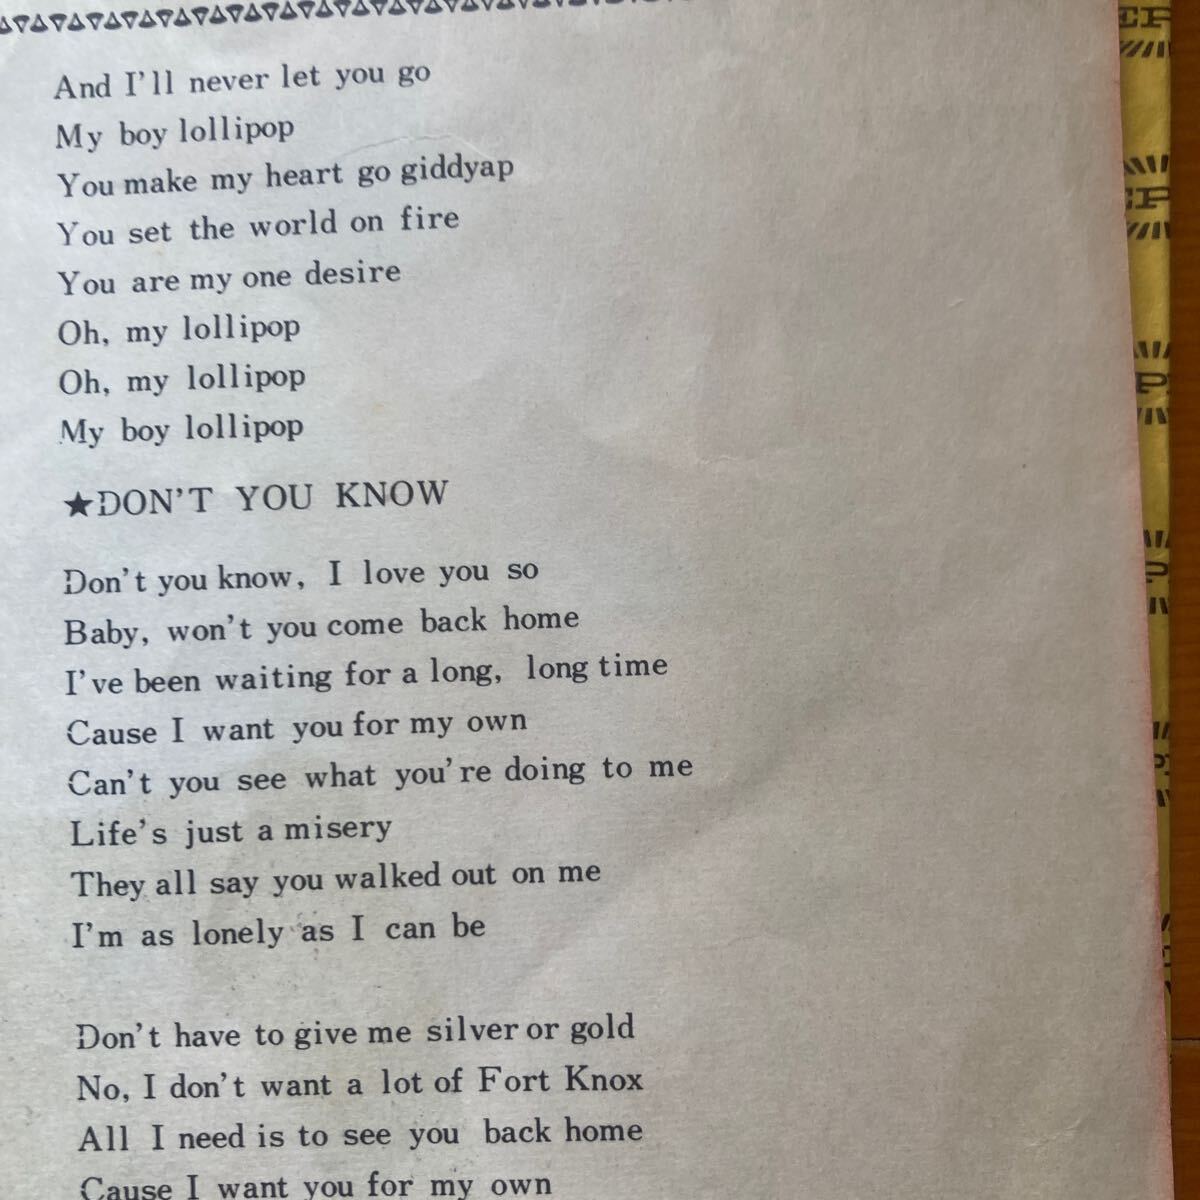 And I'll never let you go
My boy lollipop
You make my heart go giddyap
You set the world on fire
You are my one desire
Oh, my lollipop
Oh, my lollipop
My boy lollipop
★DON'T YOU KNOW
Don't you know, I love you so
Baby, won't you come back home
I've been waiting for a long, long time
Cause I want you for my own
Can't you see what you're doing to me
Life's just a misery
They all say you walked out on me
I'm as lonely as I can be
Don't have to give me silver or gold
No, I don't want a lot of Fort Knox
All I need is to see you back home
Cause I want you for my own